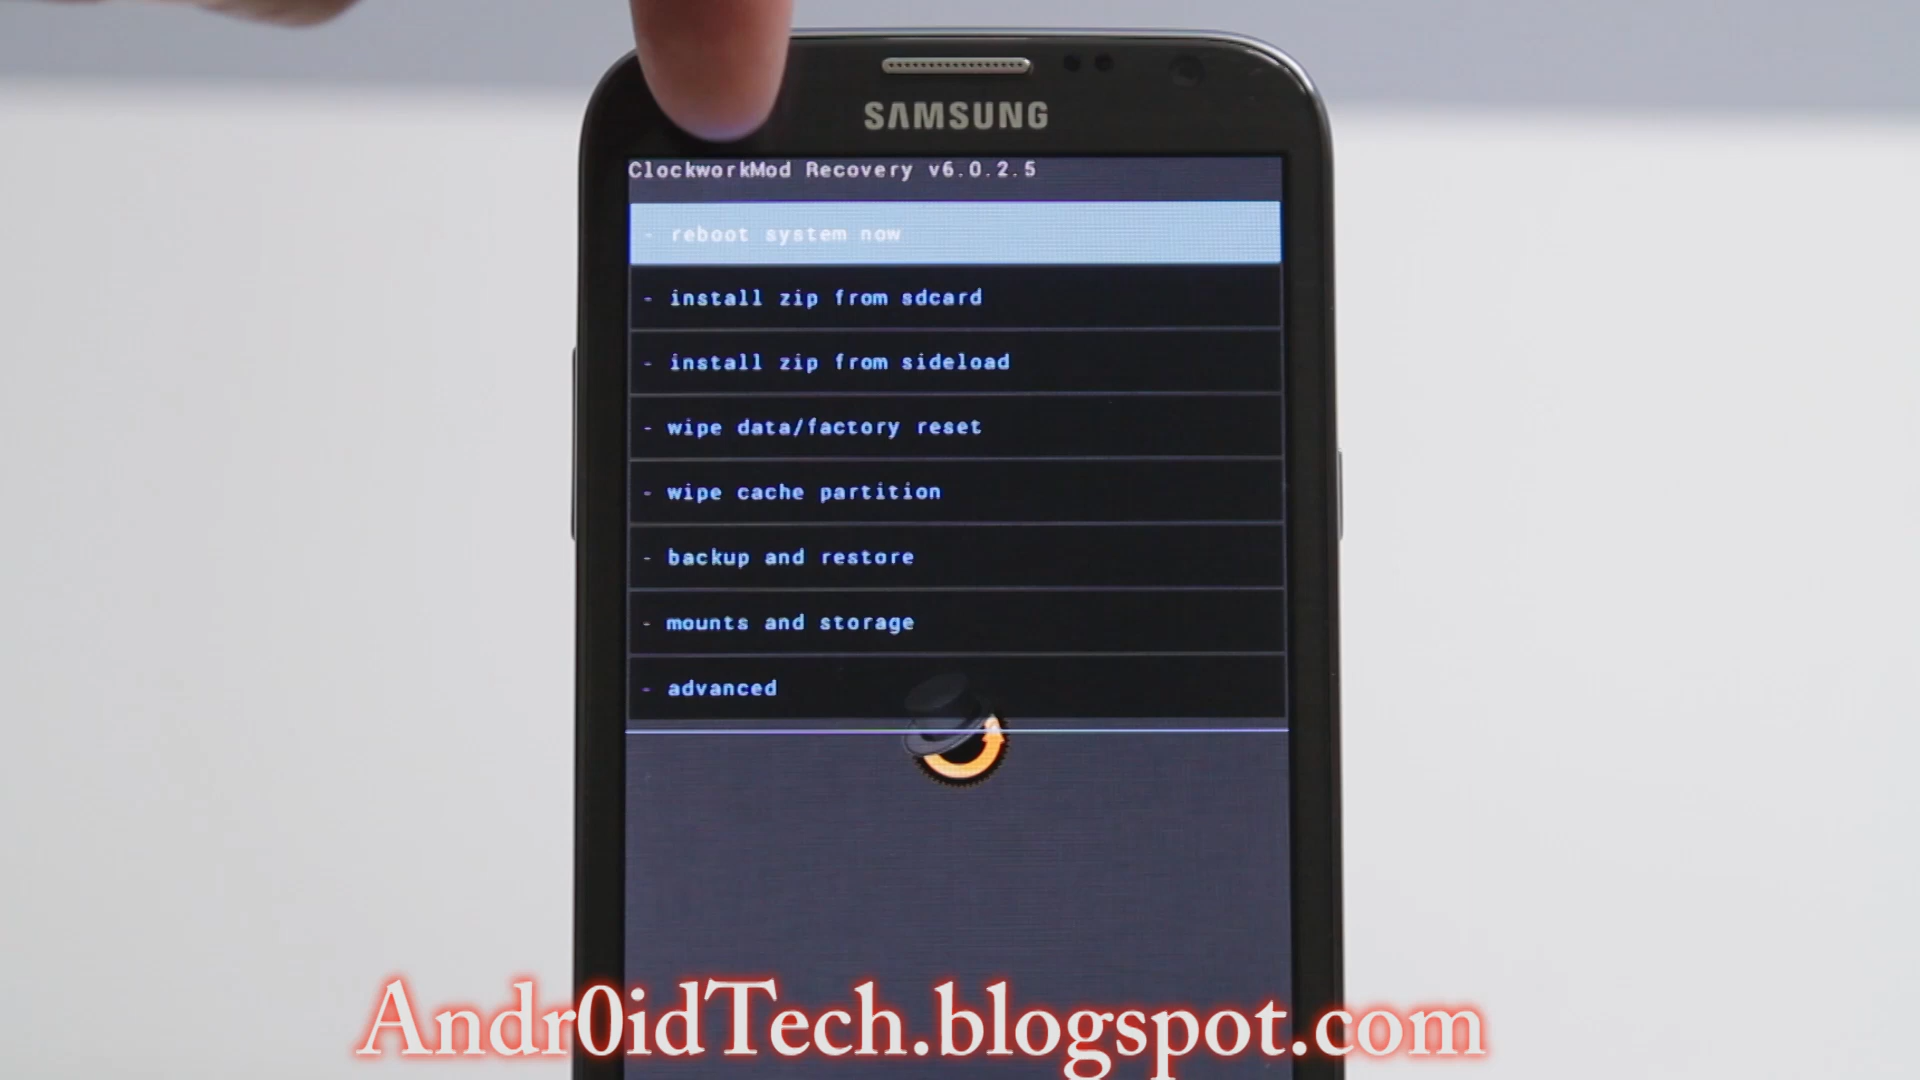 SAMSUNG
ClockworkMod Recovery v6.0.2.5
- reboot system now
- install zip from sdcard
- install zip from sideload
- wipe data/factory reset
- wipe cache partition
- backup and restore
- mounts and storage
- advanced
Andr0idTech.blogspot.com